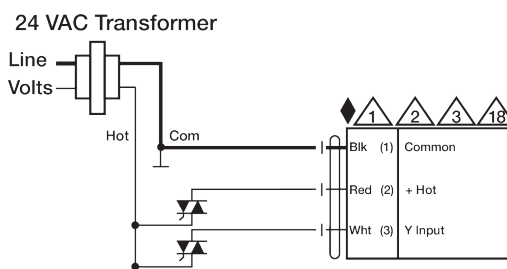 24 VAC Transformer
Line
Volts
Hot
Com
1 2 3 18
Blk (1) Common
Red (2) + Hot
Wht (3) Y Input